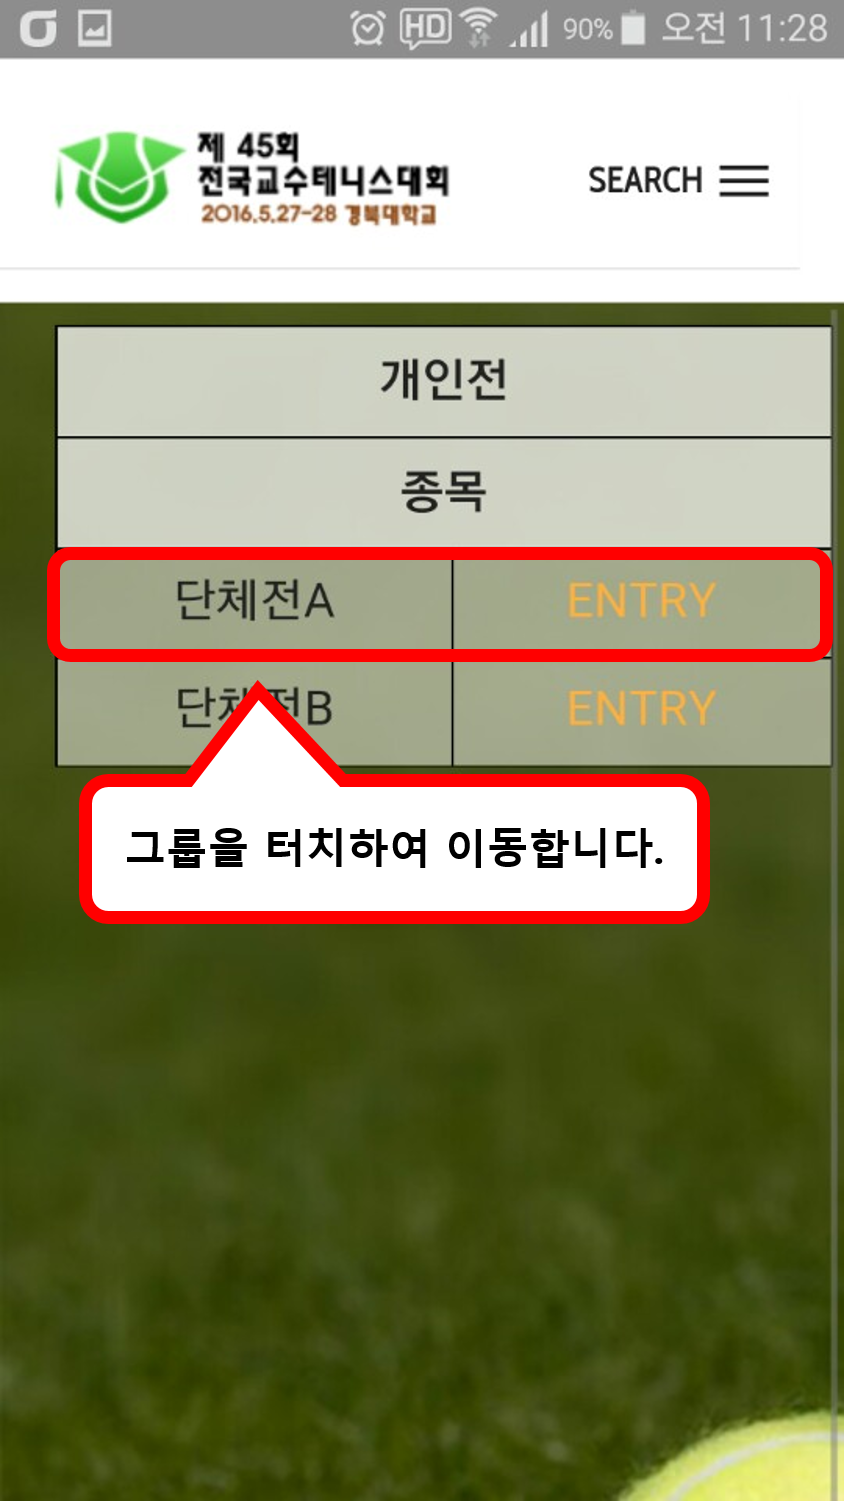 HD 90% 오전 11:28
제 45회
전국교수테니스대회
2016.5.27-28 경북대학교
SEARCH
개인전
종목
단체전A ENTRY
단체전B ENTRY
그룹을 터치하여 이동합니다.